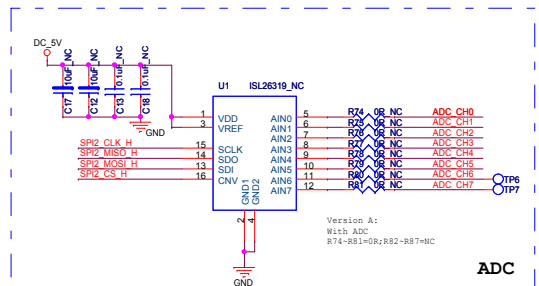 DC_5V
C17 10uF_NC
C12 10uF_NC
C13 0.1uF_NC
C18 0.1uF_NC
GND
U1 ISL26319_NC
1 VDD
3 VREF
SPI2_CLK_H 15 SCLK
SPI2_MISO_H 14 SDO
SPI2_MOSI_H 13 SDI
SPI2_CS_H 16 CNV
AIN0 5 R74 0R_NC ADC_CH0
AIN1 6 R75 0R_NC ADC_CH1
AIN2 7 R76 0R_NC ADC_CH2
AIN3 8 R77 0R_NC ADC_CH3
AIN4 9 R78 0R_NC ADC_CH4
AIN5 10 R79 0R_NC ADC_CH5
AIN6 11 R80 0R_NC ADC_CH6 TP6
AIN7 12 R81 0R_NC ADC_CH7 TP7
GND1 GND2
2 4
GND
Version A:
With ADC
R74~R81=0R;R82~R87=NC
ADC